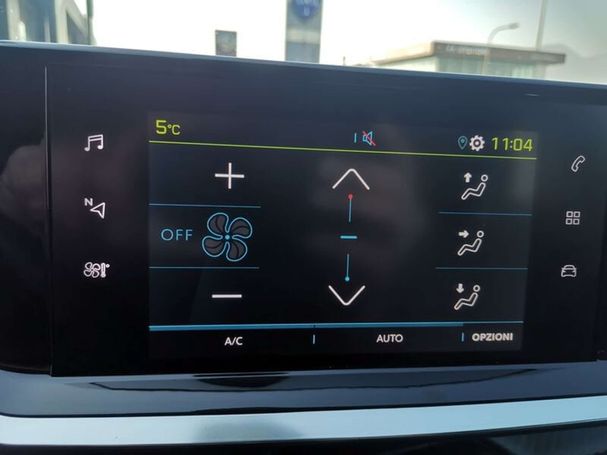 5°C
11:04
N
OFF
A/C
AUTO
OPZIONI